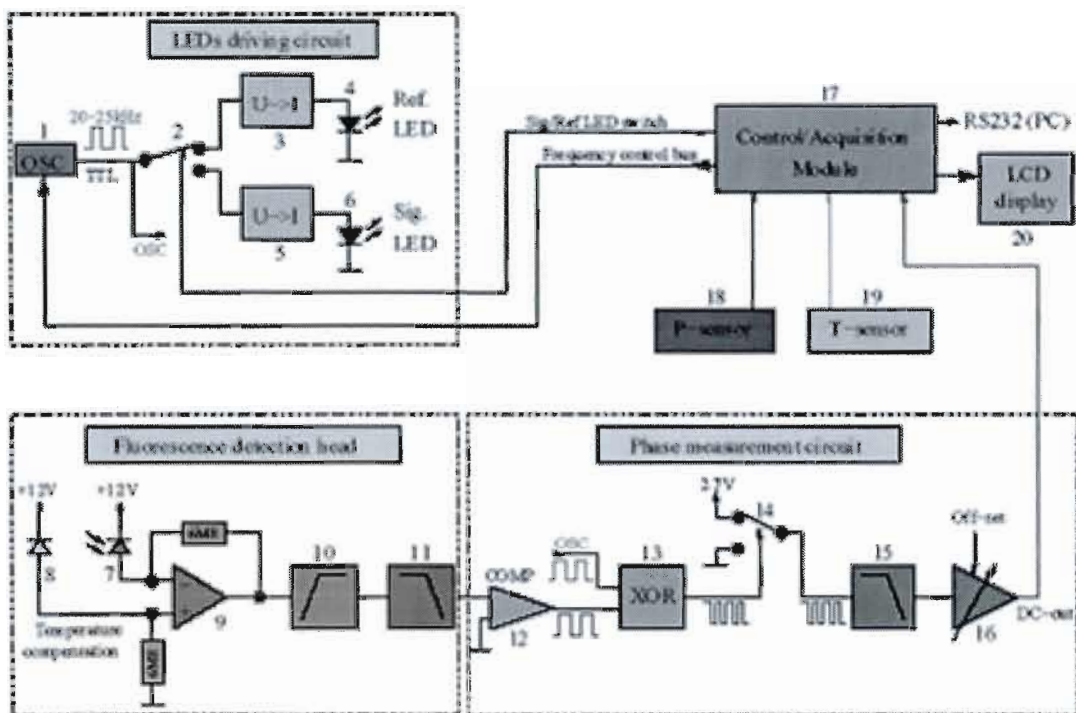 LEDs driving circuit
20-25kHz
1
2
OSC
TTL
OSC
U->I
3
4
Ref.
LED
U->I
5
6
Sig.
LED
Sig/Ref LED switch
Frequency control bus
17
Control/Acquisition
Module
RS232 (PC)
LCD
display
20
18
P-sensor
19
T-sensor
Fluorescence detection head
+12V
+12V
8
7
6MΩ
9
Temperature
compensation
6MΩ
10
11
Phase measurement circuit
COMP
12
OSC
13
XOR
2.7V
14
15
Off-set
16
DC-out